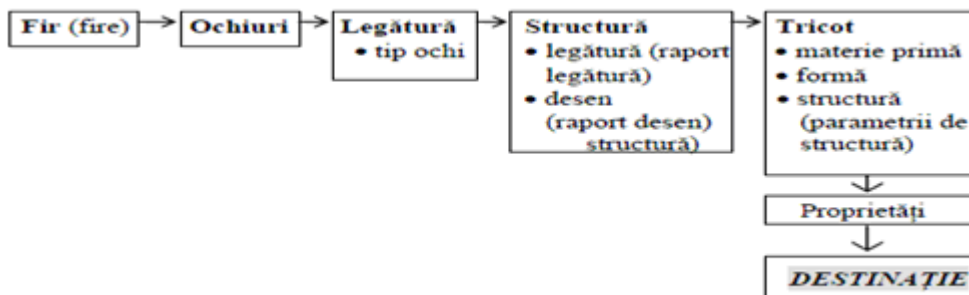 Fir (fire)
Ochiuri
Legătură
• tip ochi
Structură
• legătură (raport
legătură)
• desen
(raport desen)
structură)
Tricot
• materie primă
• formă
• structură
(parametrii de
structură)
Proprietăți
DESTINAȚIE